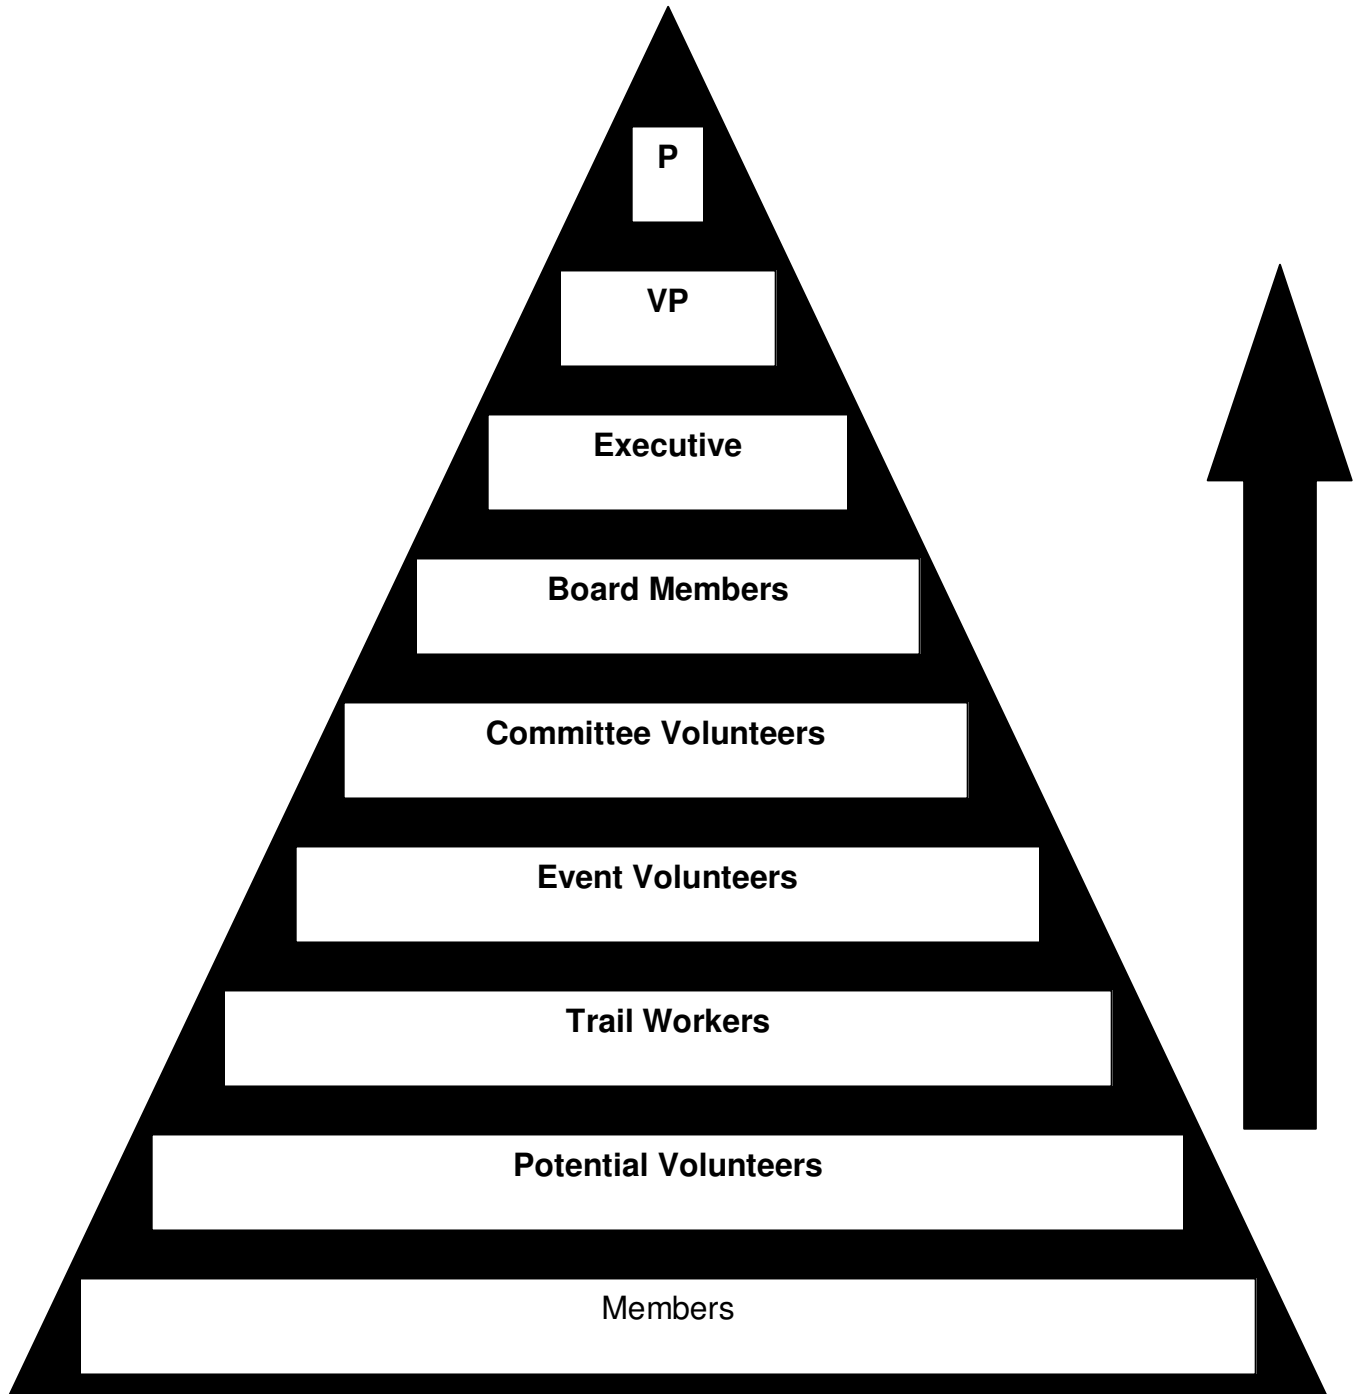 P
VP
Executive
Board Members
Committee Volunteers
Event Volunteers
Trail Workers
Potential Volunteers
Members